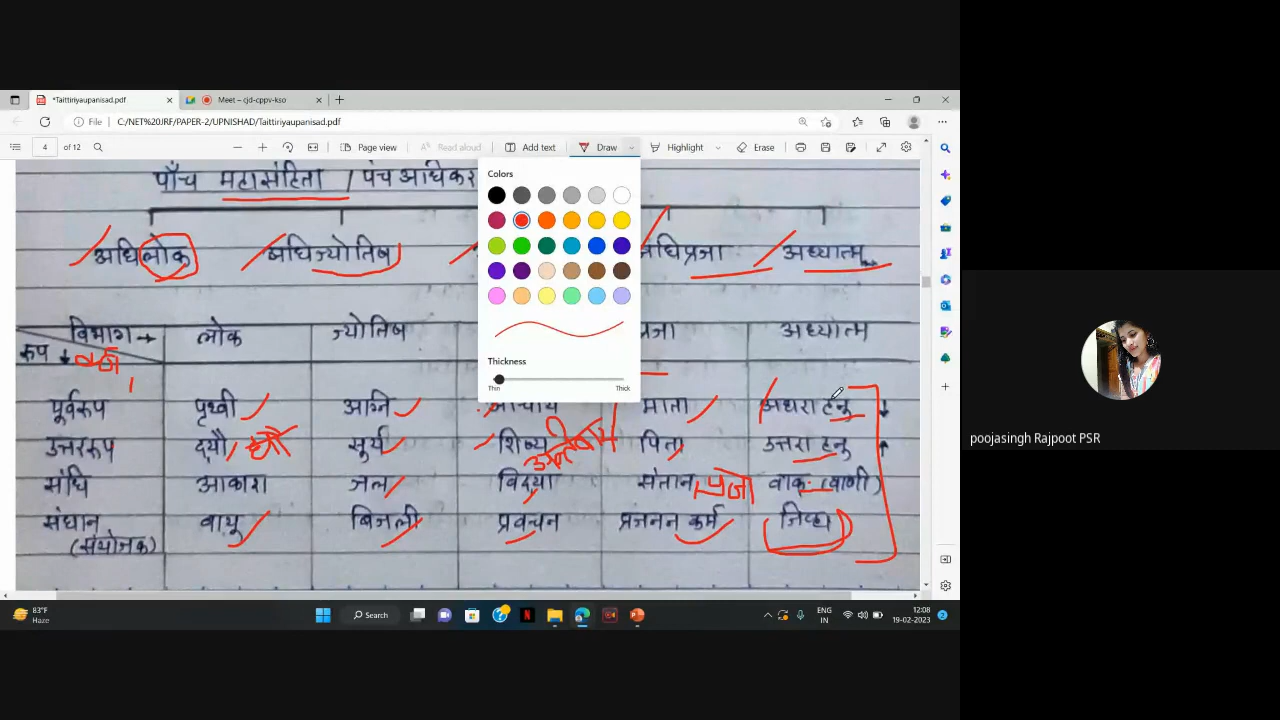 *Taittiriyaupanisad.pdf
Meet – cjd-cppv-kso
File C:/NET%20JRF/PAPER-2/UPNISHAD/Taittiriyaupanisad.pdf
4 of 12 Page view Read aloud Add text Draw Highlight Erase
पाँच महासंहिता / पंच अधिकर
Colors
अधिलोक अधिज्योतिष धिप्रजा अध्यात्म
विभाग → लोक ज्योतिष प्रजा अध्यात्म
रूप ↓
Thickness
Thin Thick
पूर्वरूप पृथ्वी अग्नि आचार्य माता अधरा हनु ↓
उत्तररूप द्यौ सूर्य शिष्य पिता उत्तरा हनु ↑
संधि आकाश जल विद्या संतान प्रजा वाक् (वाणी)
संधान वायु बिजली प्रवचन प्रजनन कर्म जिव्हा
(संयोजक)
poojasingh Rajpoot PSR
83°F
Haze
Search
ENG
IN
12:08
19-02-2023